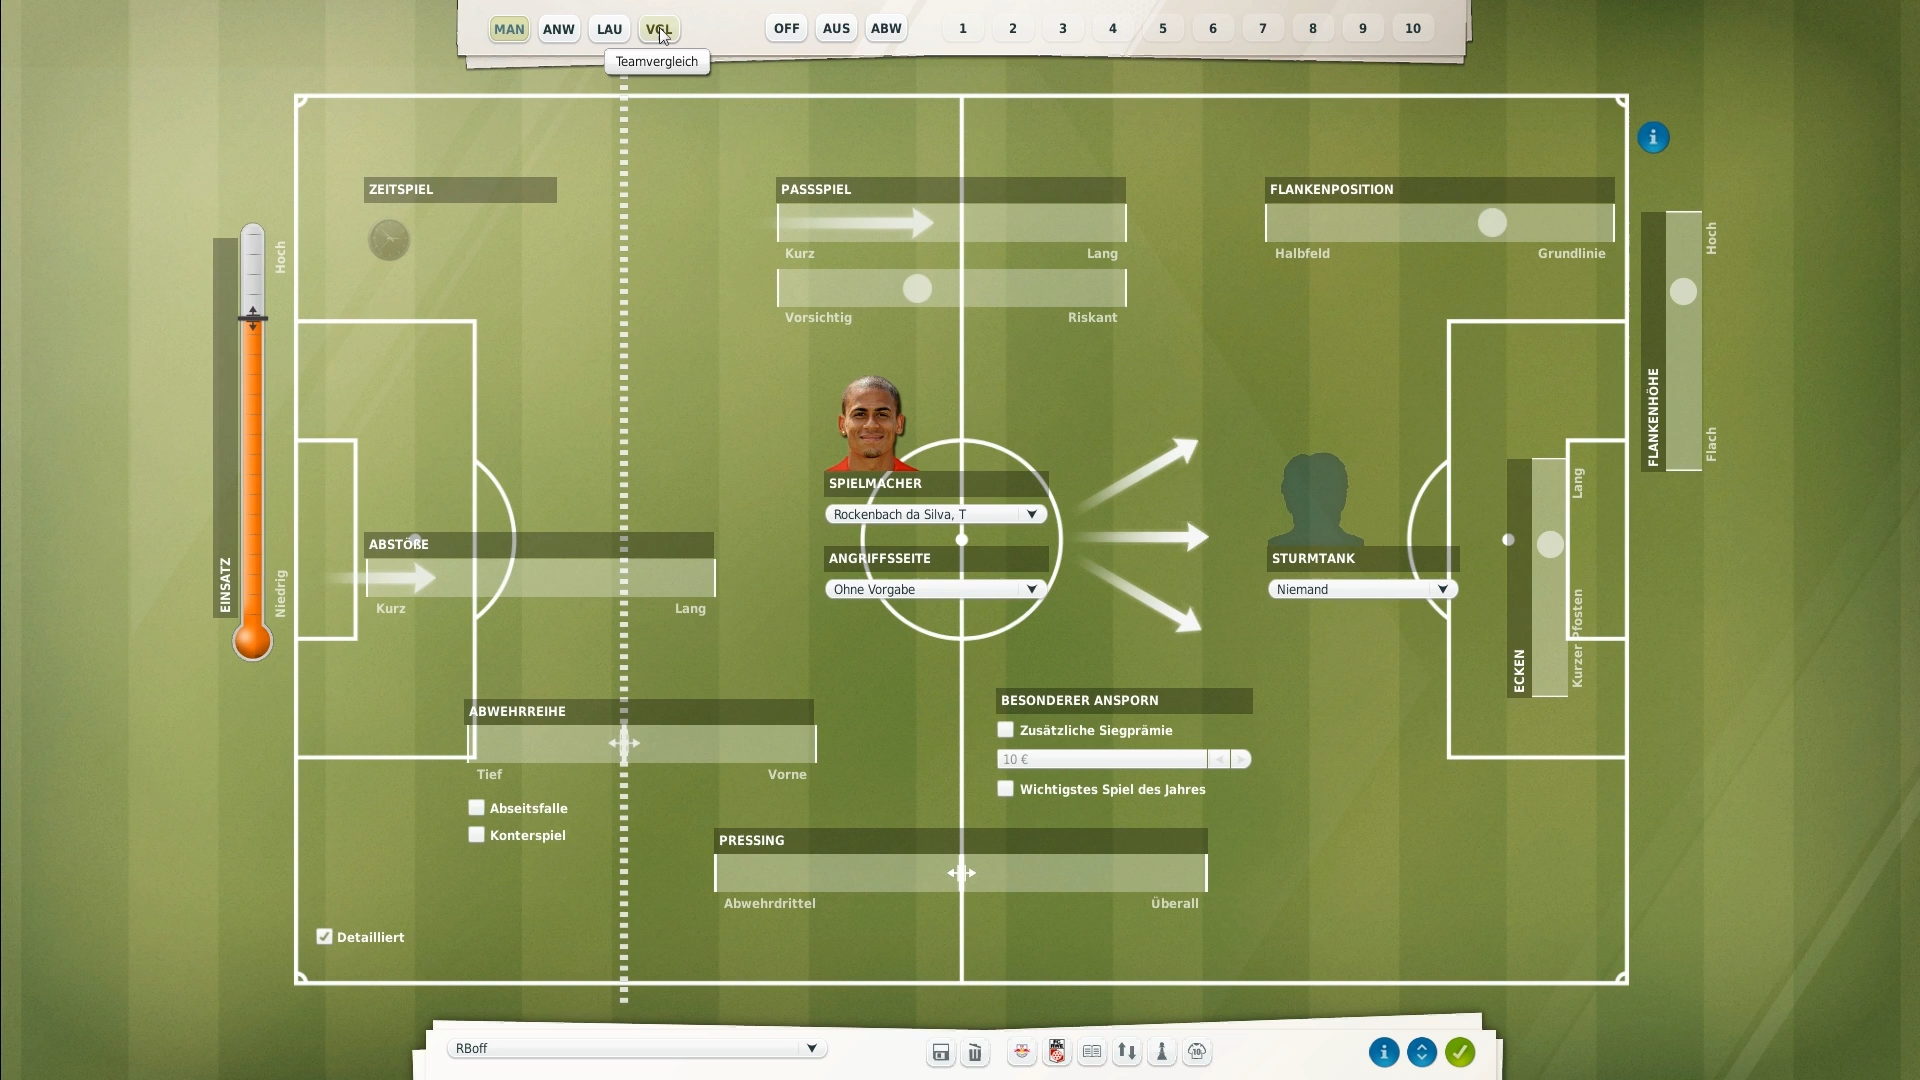 MAN ANW LAU VGL OFF AUS ABW 1 2 3 4 5 6 7 8 9 10
Teamvergleich
ZEITSPIEL
PASSSPIEL
FLANKENPOSITION
Kurz Lang
Halbfeld Grundlinie
Vorsichtig Riskant
EINSATZ
Hoch
Niedrig
FLANKENHÖHE
Hoch
Flach
SPIELMACHER
Rockenbach da Silva, T
ANGRIFFSSEITE
Ohne Vorgabe
STURMTANK
Niemand
ABSTÖßE
Kurz Lang
ECKEN
Lang
Kurzer Pfosten
ABWEHRREIHE
Tief Vorne
Abseitsfalle
Konterspiel
BESONDERER ANSPORN
Zusätzliche Siegprämie
10 €
Wichtigstes Spiel des Jahres
PRESSING
Abwehrdrittel Überall
Detailliert
RBoff
10